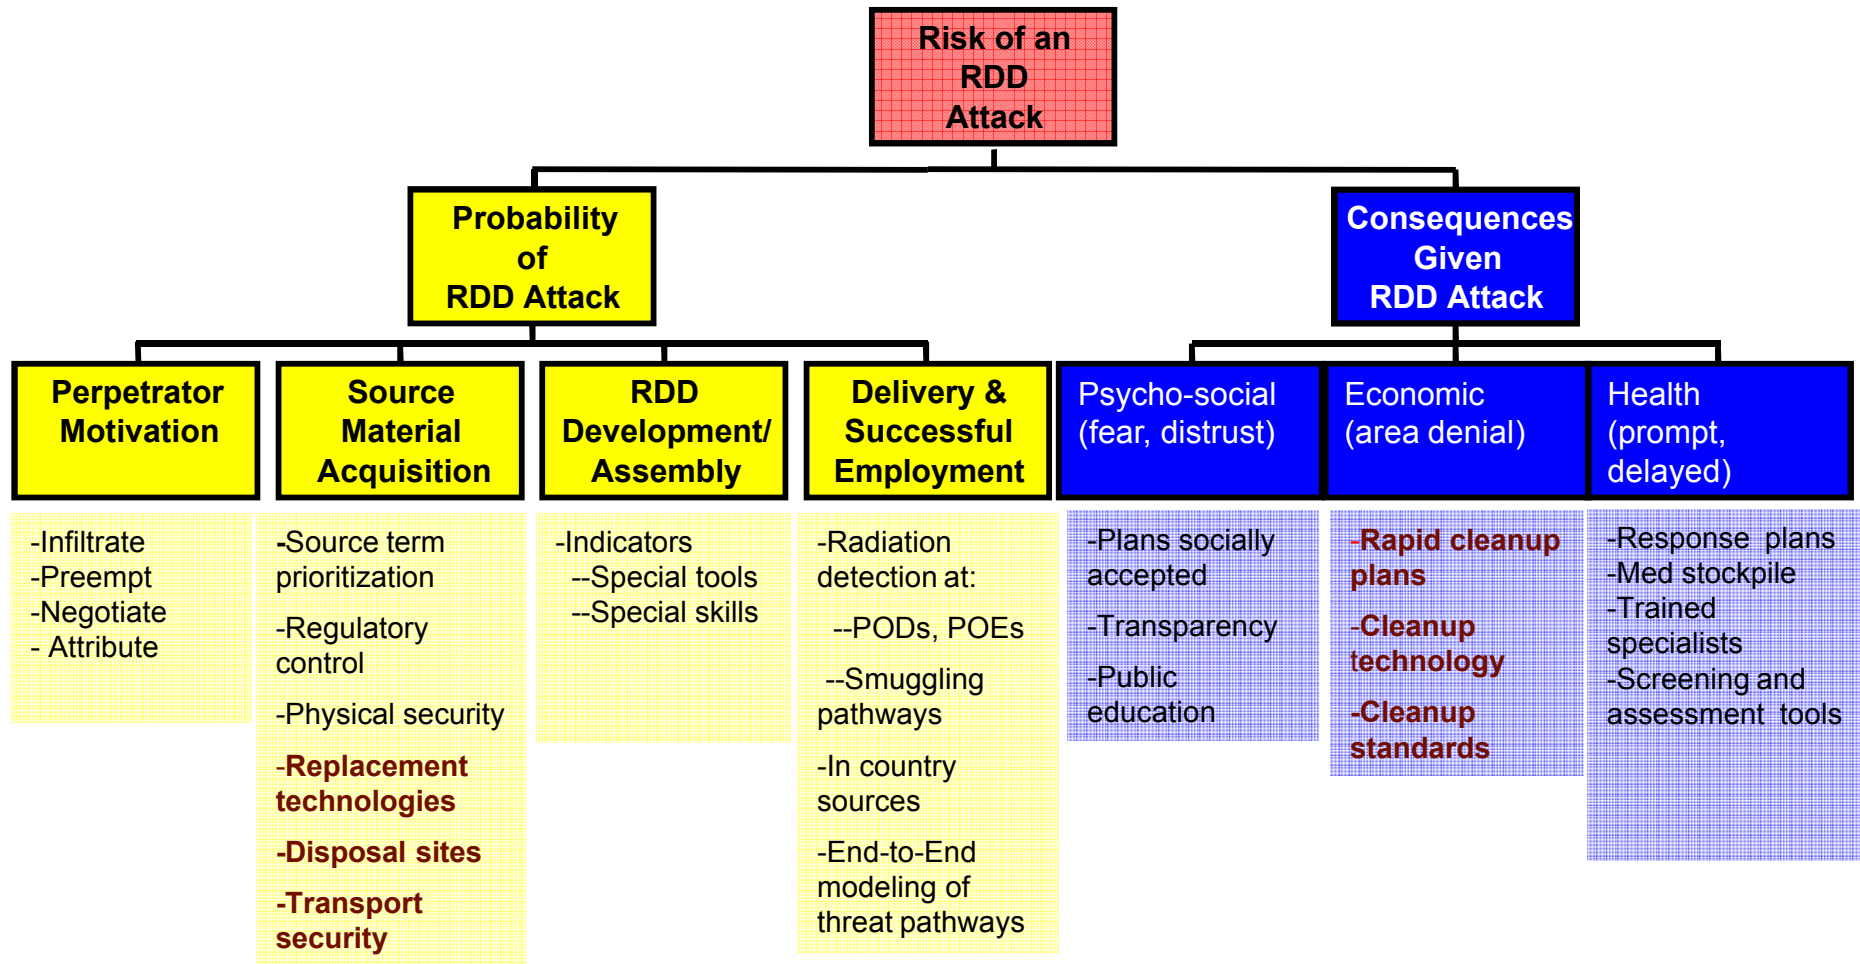 Risk of an
RDD
Attack
Probability
of
RDD Attack
Consequences
Given
RDD Attack
Perpetrator
Motivation
Source
Material
Acquisition
RDD
Development/
Assembly
Delivery &
Successful
Employment
Psycho-social
(fear, distrust)
Economic
(area denial)
Health
(prompt,
delayed)
-Infiltrate
-Preempt
-Negotiate
- Attribute
-Source term
prioritization
-Regulatory
control
-Physical security
-Replacement
technologies
-Disposal sites
-Transport
security
-Indicators
--Special tools
--Special skills
-Radiation
detection at:
--PODs, POEs
--Smuggling
pathways
-In country
sources
-End-to-End
modeling of
threat pathways
-Plans socially
accepted
-Transparency
-Public
education
-Rapid cleanup
plans
-Cleanup
technology
-Cleanup
standards
-Response plans
-Med stockpile
-Trained
specialists
-Screening and
assessment tools